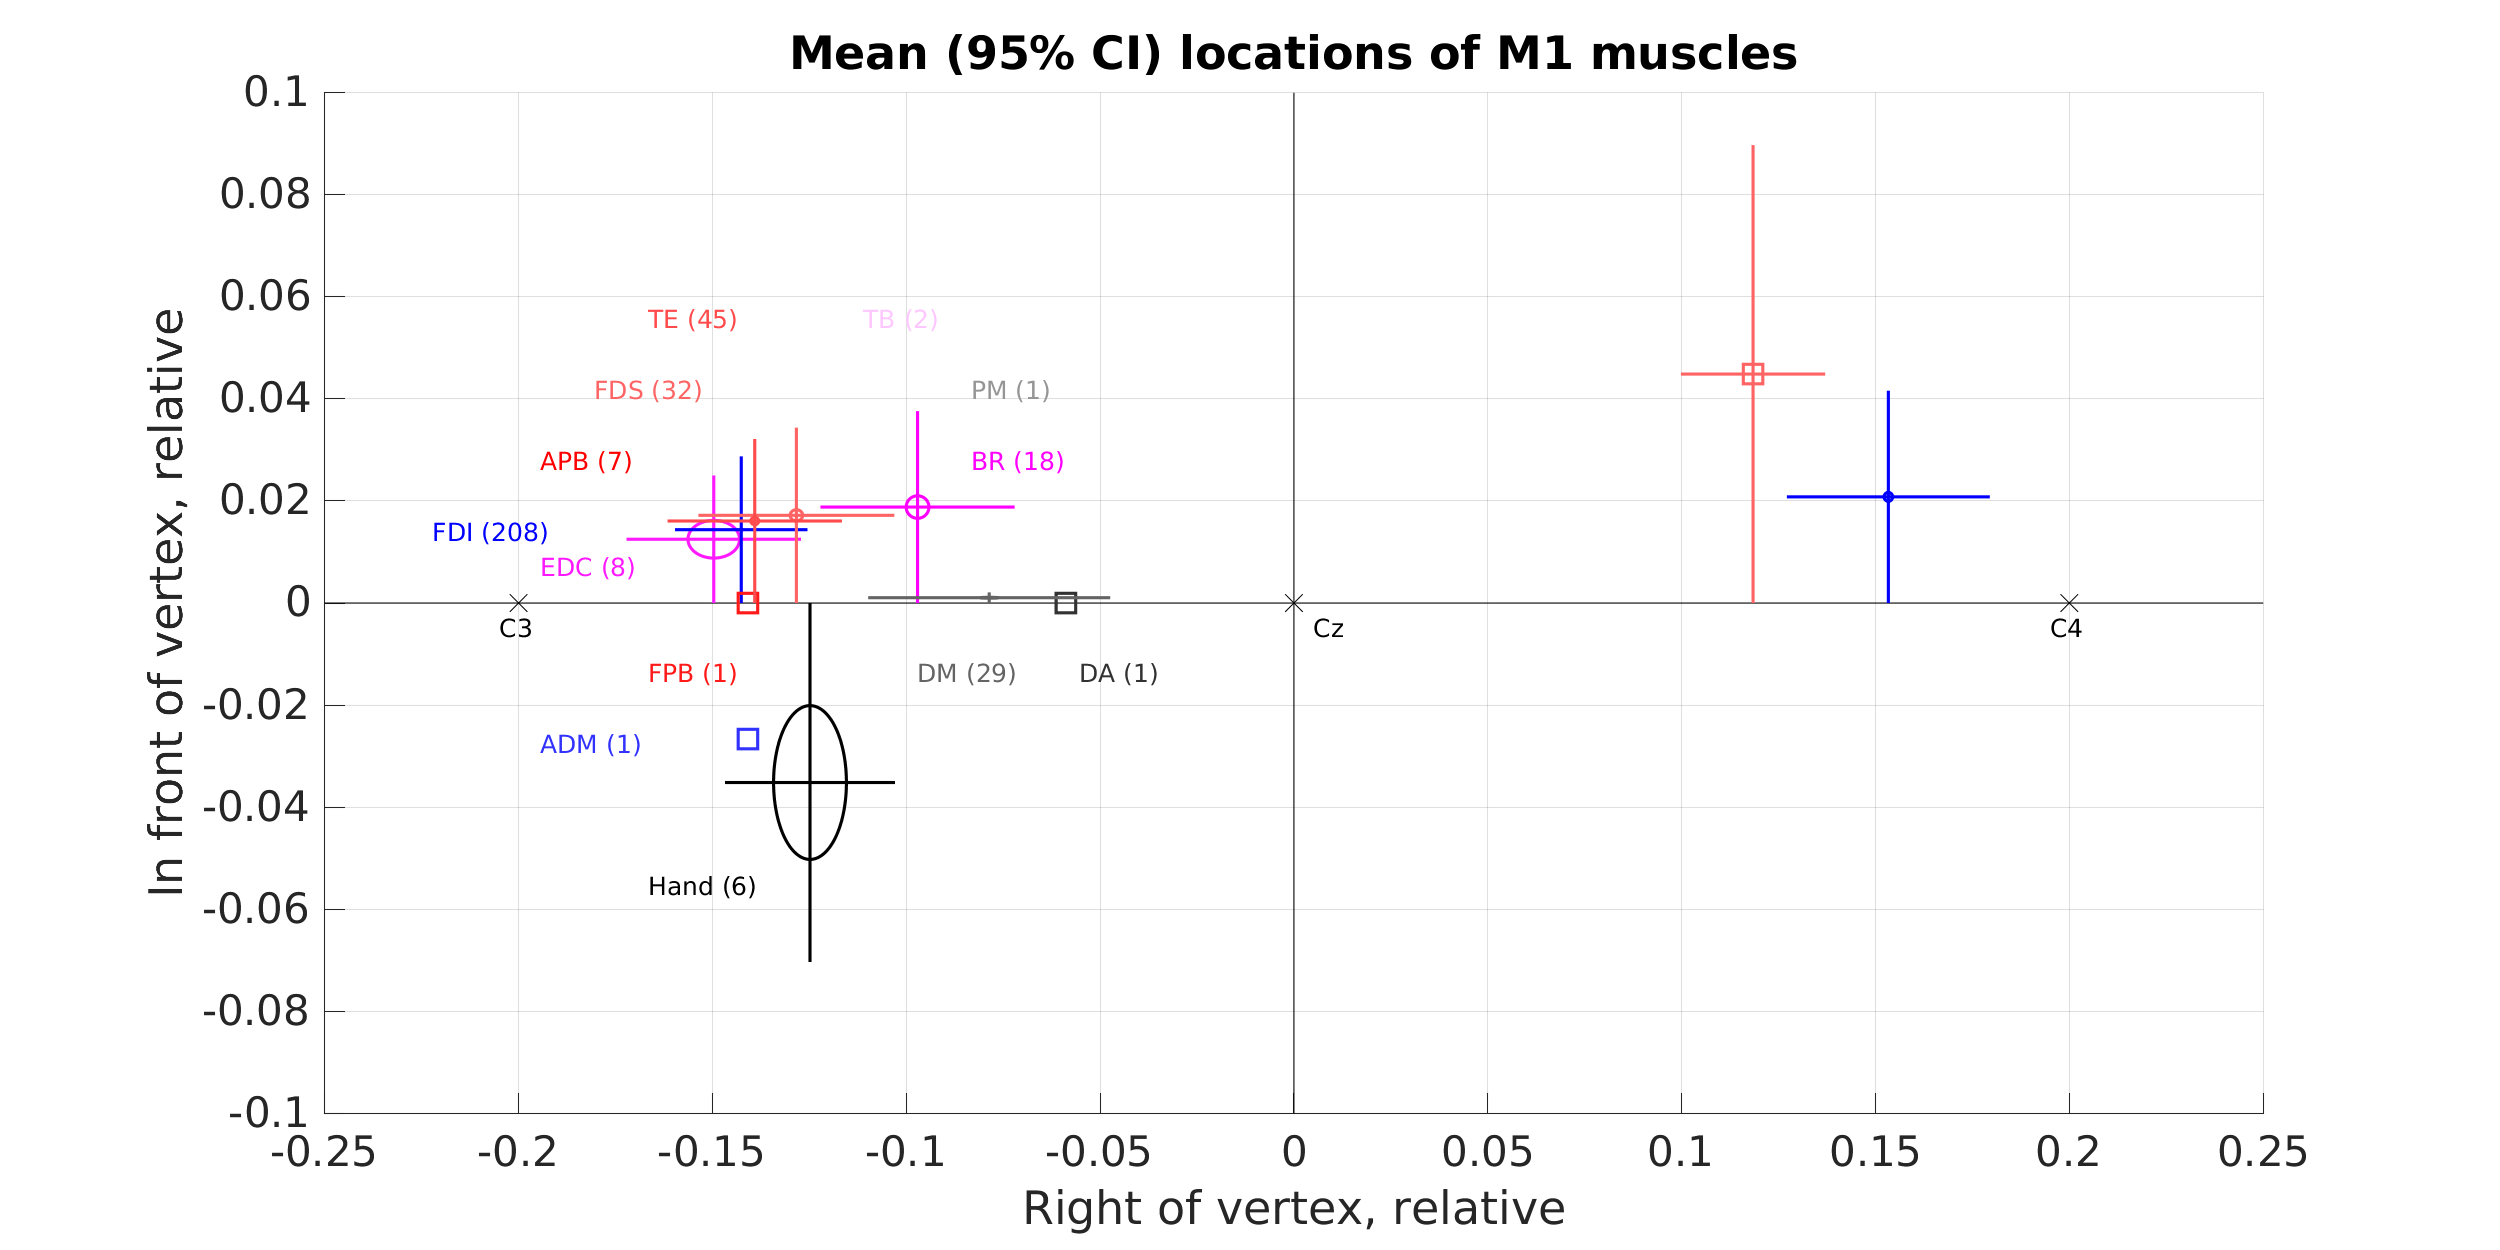 Mean (95% CI) locations of M1 muscles
0.1
0.08
0.06
0.04
0.02
0
-0.02
-0.04
-0.06
-0.08
-0.1
In front of vertex, relative
TE (45)
TB (2)
FDS (32)
PM (1)
APB (7)
BR (18)
FDI (208)
EDC (8)
C3
Cz
C4
FPB (1)
DM (29)
DA (1)
ADM (1)
Hand (6)
-0.25
-0.2
-0.15
-0.1
-0.05
0
0.05
0.1
0.15
0.2
0.25
Right of vertex, relative